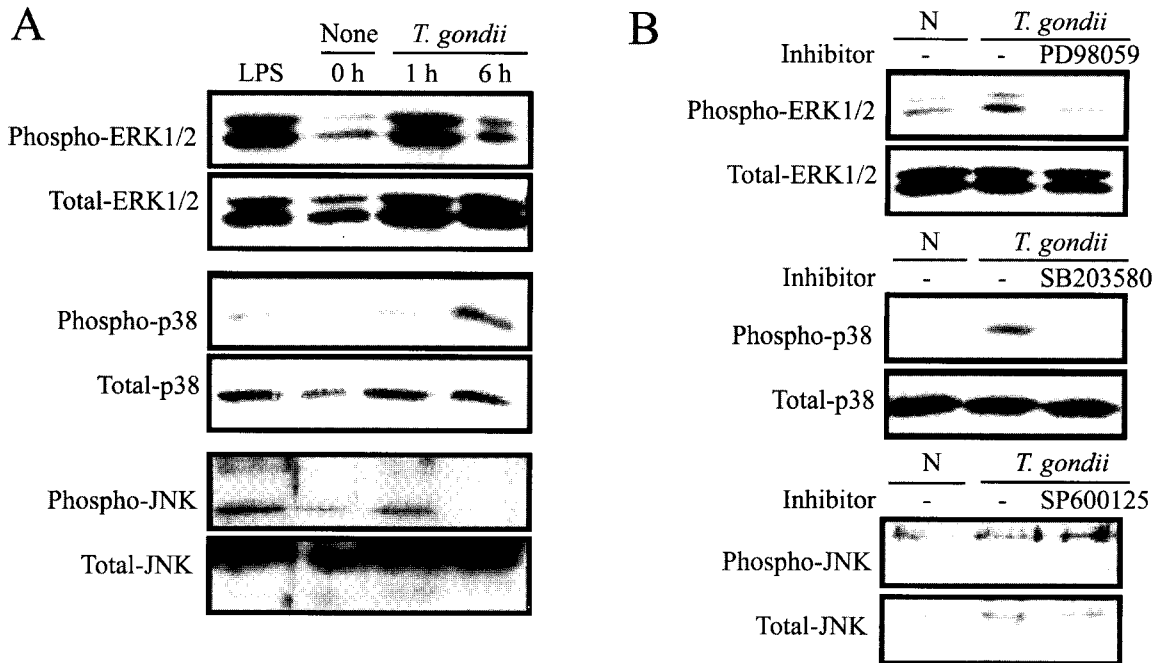 A
None T. gondii
LPS 0 h 1 h 6 h
Phospho-ERK1/2
Total-ERK1/2
Phospho-p38
Total-p38
Phospho-JNK
Total-JNK
B
N T. gondii
Inhibitor - - PD98059
Phospho-ERK1/2
Total-ERK1/2
N T. gondii
Inhibitor - - SB203580
Phospho-p38
Total-p38
N T. gondii
Inhibitor - - SP600125
Phospho-JNK
Total-JNK